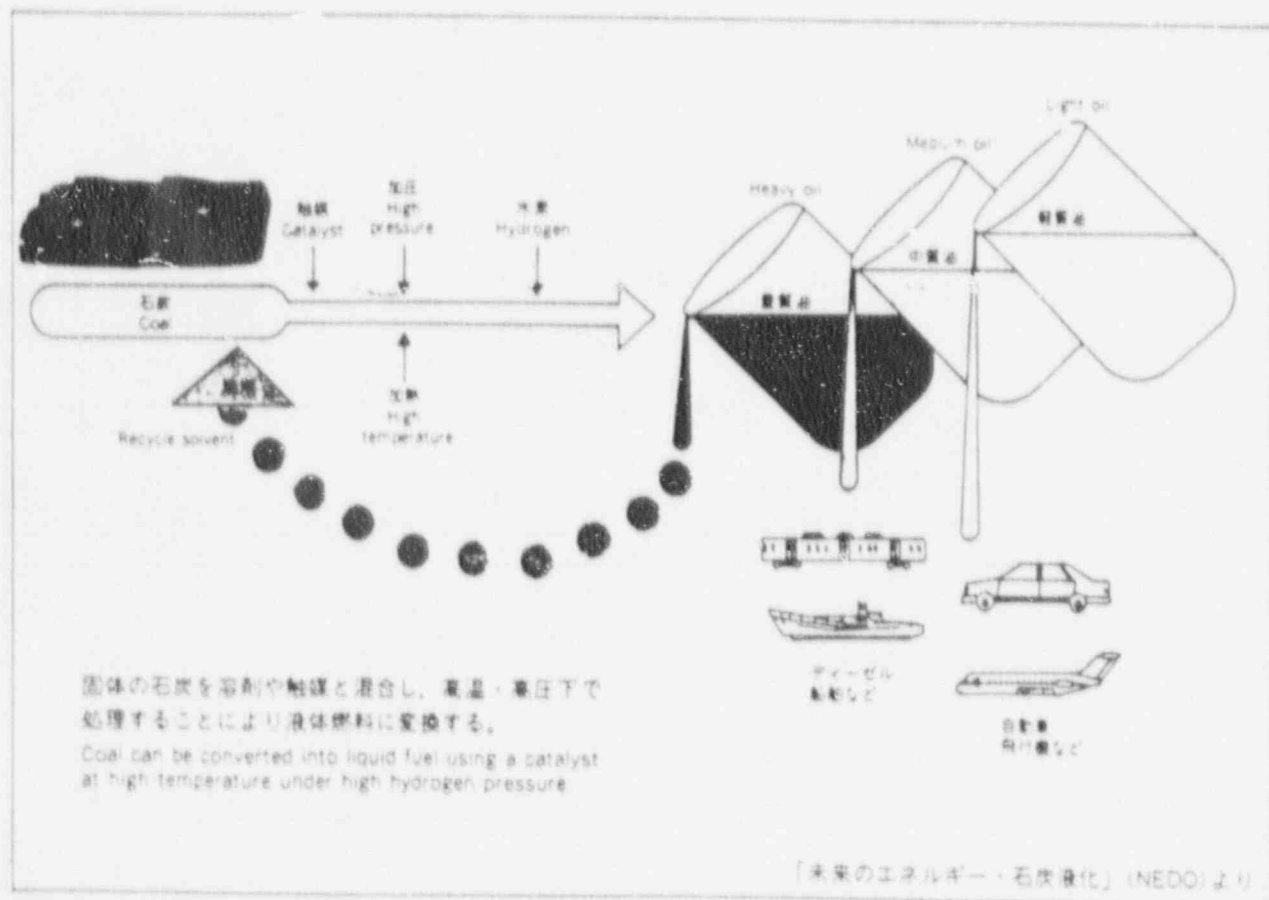 Light oil
Medium oil
Heavy oil
軽質油
中質油
重質油
触媒
Catalyst
加圧
High
pressure
水素
Hydrogen
石炭
Coal
加熱
High
temperature
Recycle solvent
ディーゼル
船舶など
自動車
飛行機など
固体の石炭を溶剤や触媒と混合し、高温・高圧下で
処理することにより液体燃料に変換する。
Coal can be converted into liquid fuel using a catalyst
at high temperature under high hydrogen pressure
「未来のエネルギー・石炭液化」(NEDO)より